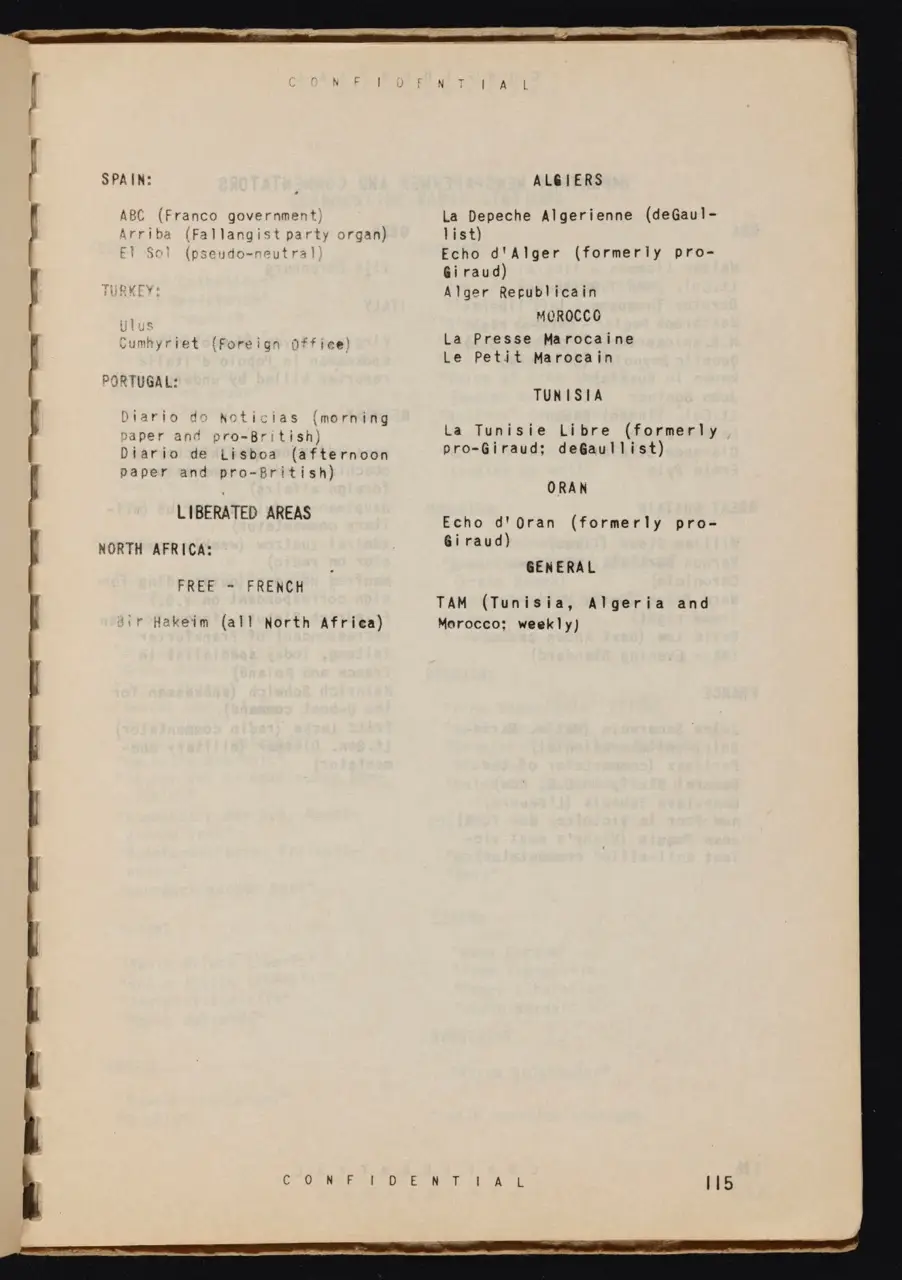 CONFIDENTIAL
SPAIN:
ABC (Franco government)
Arriba (Fallangist party organ)
El Sol (pseudo-neutral)
TURKEY:
Ulus
Cumhyriet (Foreign Office)
PORTUGAL:
Diario do Noticias (morning
paper and pro-British)
Diario de Lisboa (afternoon
paper and pro-British)
LIBERATED AREAS
NORTH AFRICA:
FREE - FRENCH
Bir Hakeim (all North Africa)
ALGIERS
La Depeche Algerienne (deGaul-
list)
Echo d'Alger (formerly pro-
Giraud)
Alger Republicain
MOROCCO
La Presse Marocaine
Le Petit Marocain
TUNISIA
La Tunisie Libre (formerly
pro-Giraud; deGaullist)
ORAN
Echo d'Oran (formerly pro-
Giraud)
GENERAL
TAM (Tunisia, Algeria and
Morocco; weekly)
CONFIDENTIAL
115